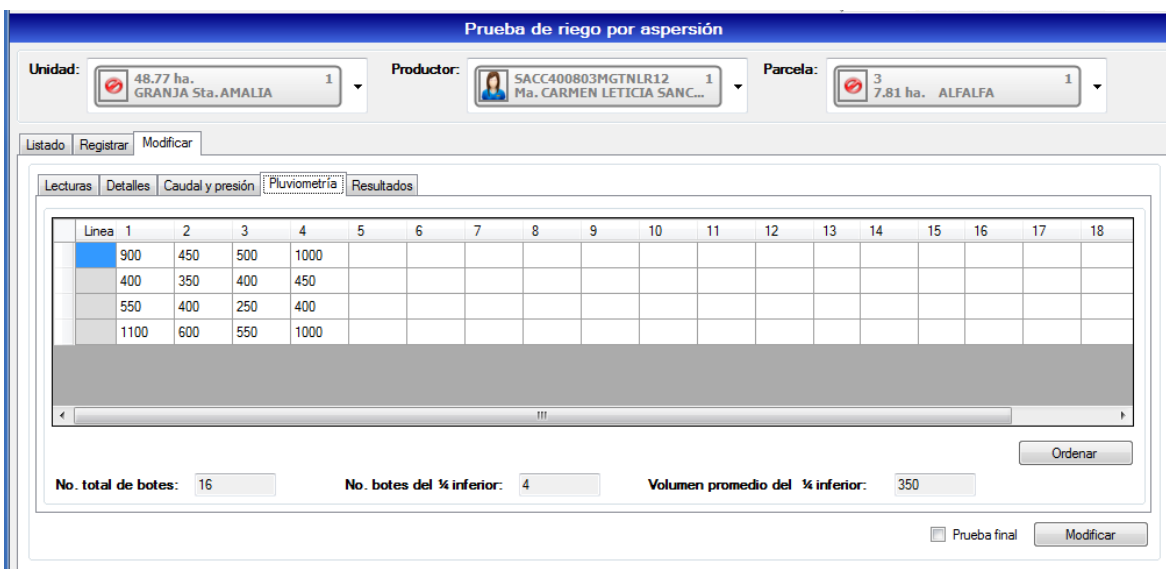 Prueba de riego por aspersión
Unidad: 48.77 ha. 1 GRANJA Sta.AMALIA
Productor: SACC400803MGTNLR12 1 Ma. CARMEN LETICIA SANC...
Parcela: 3 1 7.81 ha. ALFALFA
Listado Registrar Modificar
Lecturas Detalles Caudal y presión Pluviometría Resultados
Linea 1 2 3 4 5 6 7 8 9 10 11 12 13 14 15 16 17 18
900 450 500 1000
400 350 400 450
550 400 250 400
1100 600 550 1000
Ordenar
No. total de botes: 16 No. botes del ¼ inferior: 4 Volumen promedio del ¼ inferior: 350
Prueba final Modificar